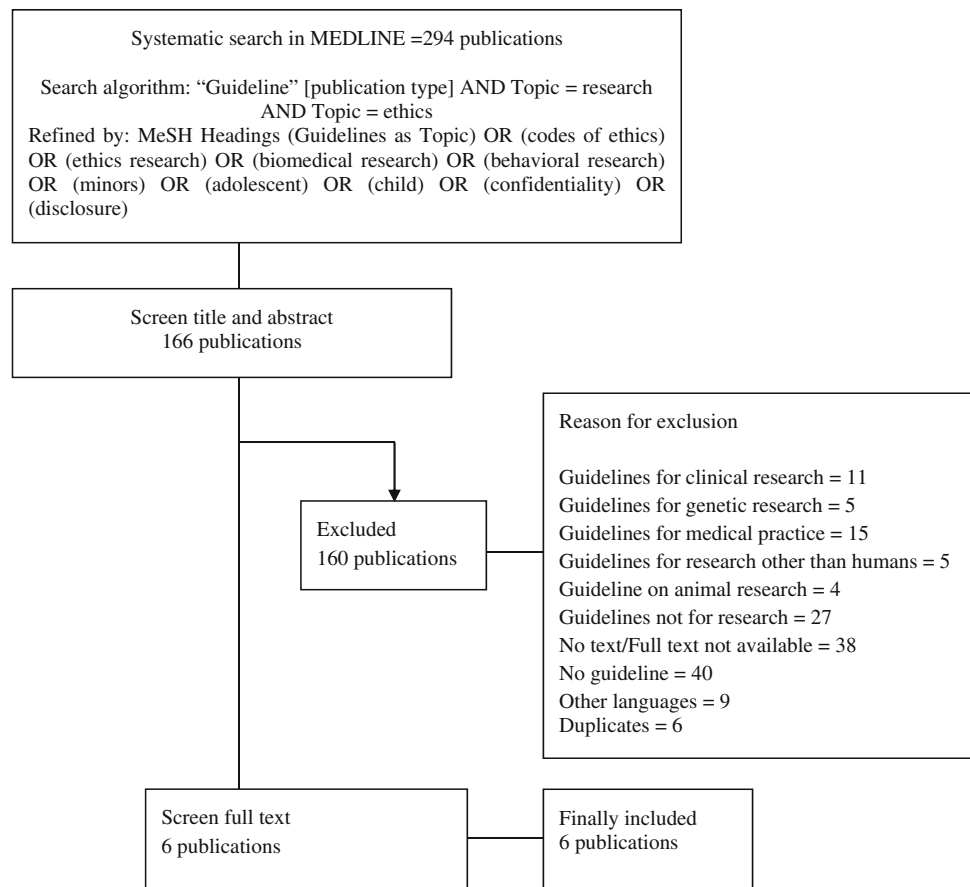 Systematic search in MEDLINE =294 publications
Search algorithm: “Guideline” [publication type] AND Topic = research
AND Topic = ethics
Refined by: MeSH Headings (Guidelines as Topic) OR (codes of ethics)
OR (ethics research) OR (biomedical research) OR (behavioral research)
OR (minors) OR (adolescent) OR (child) OR (confidentiality) OR
(disclosure)
Screen title and abstract
166 publications
Excluded
160 publications
Reason for exclusion
Guidelines for clinical research = 11
Guidelines for genetic research = 5
Guidelines for medical practice = 15
Guidelines for research other than humans = 5
Guideline on animal research = 4
Guidelines not for research = 27
No text/Full text not available = 38
No guideline = 40
Other languages = 9
Duplicates = 6
Screen full text
6 publications
Finally included
6 publications